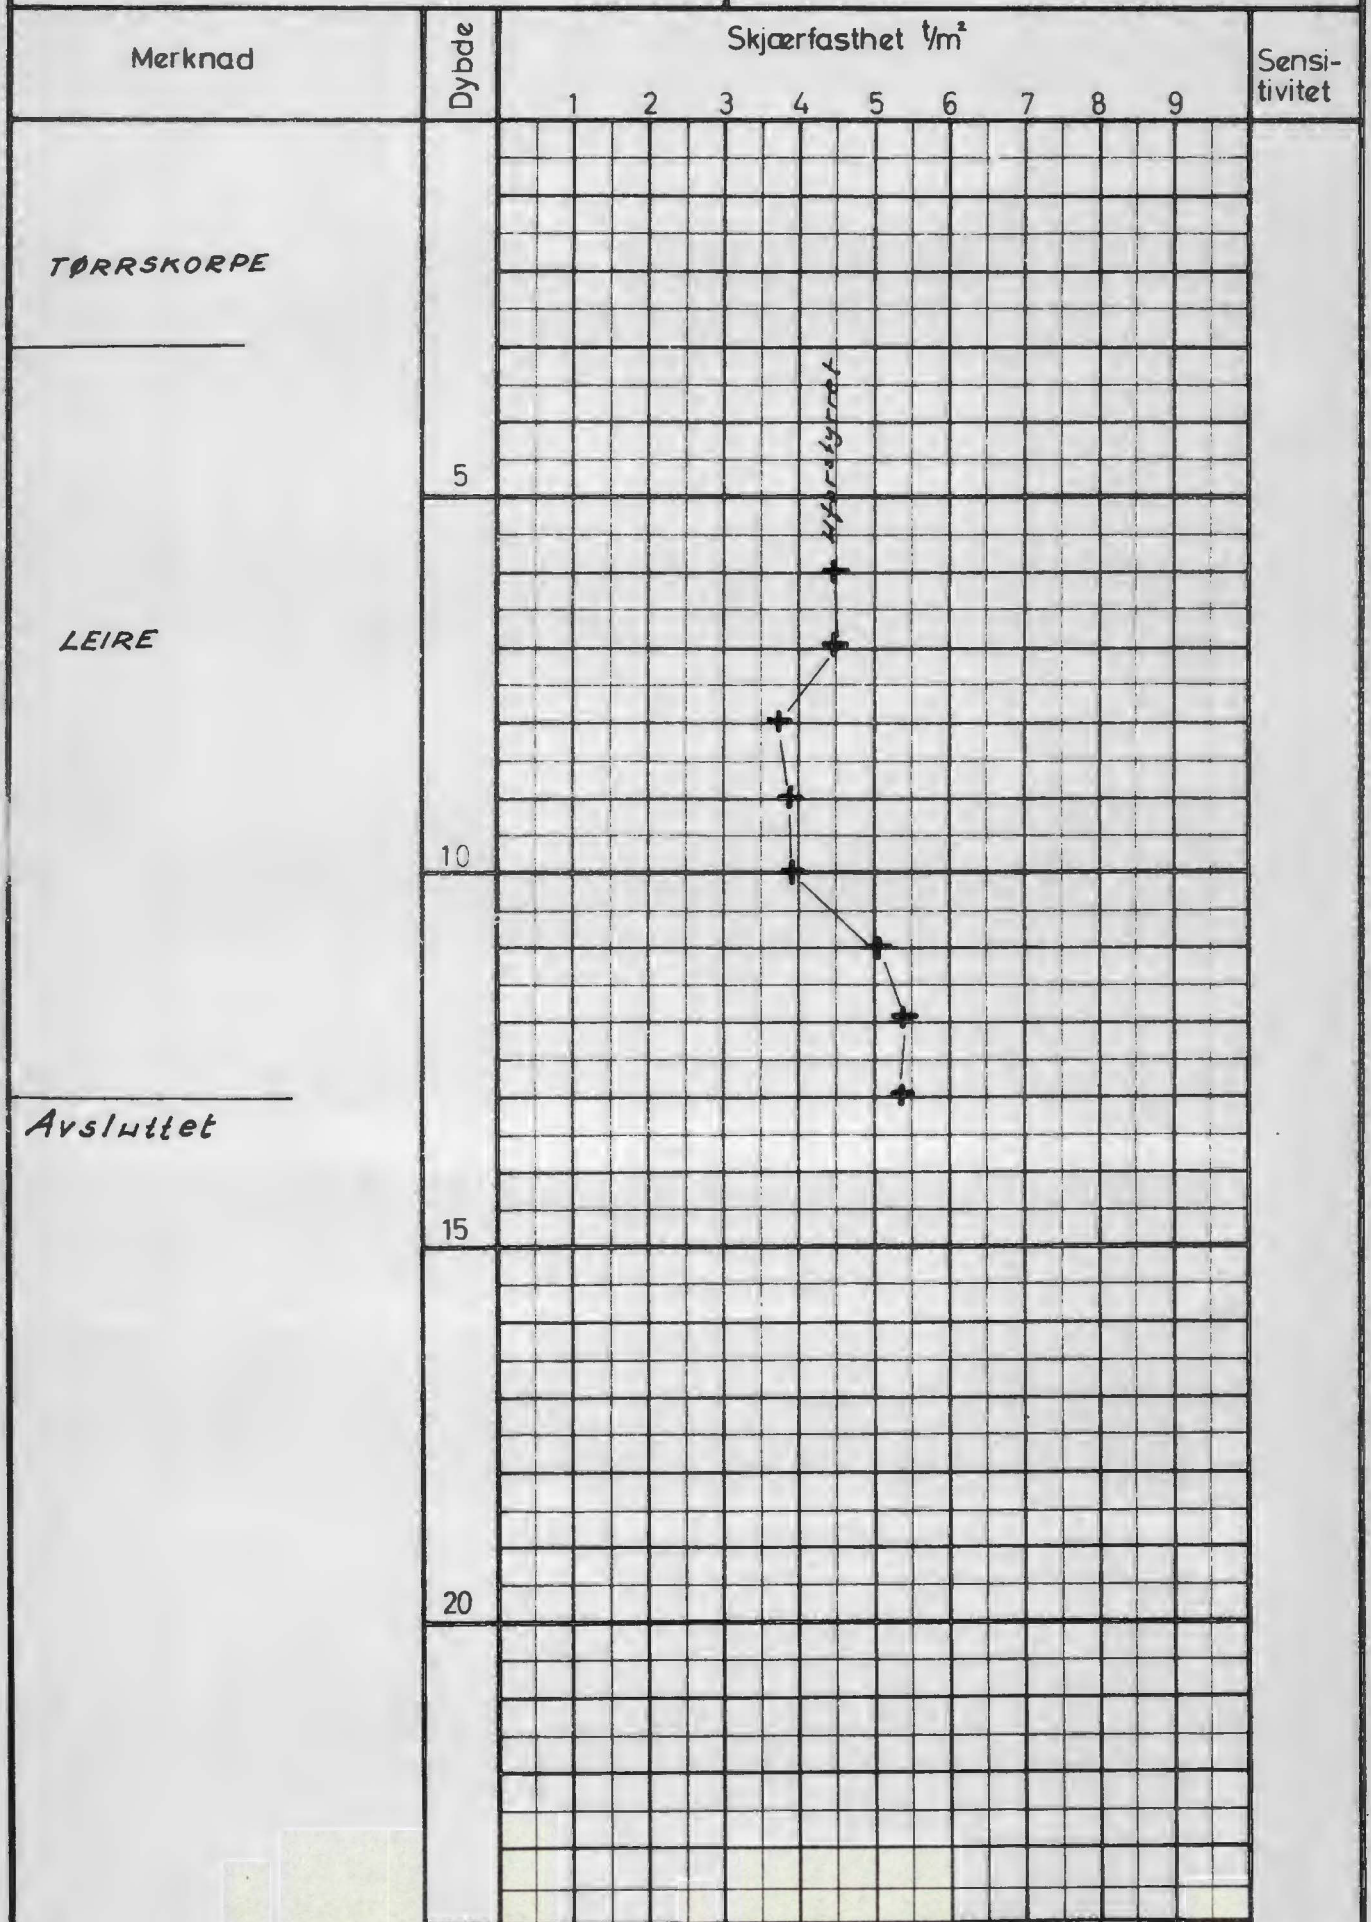 Merknad
Dybde
Skjærfasthet t/m²
Sensi-
tivitet
1 2 3 4 5 6 7 8 9
TØRRSKORPE
Uforstyrret
5
LEIRE
10
Avsluttet
15
20